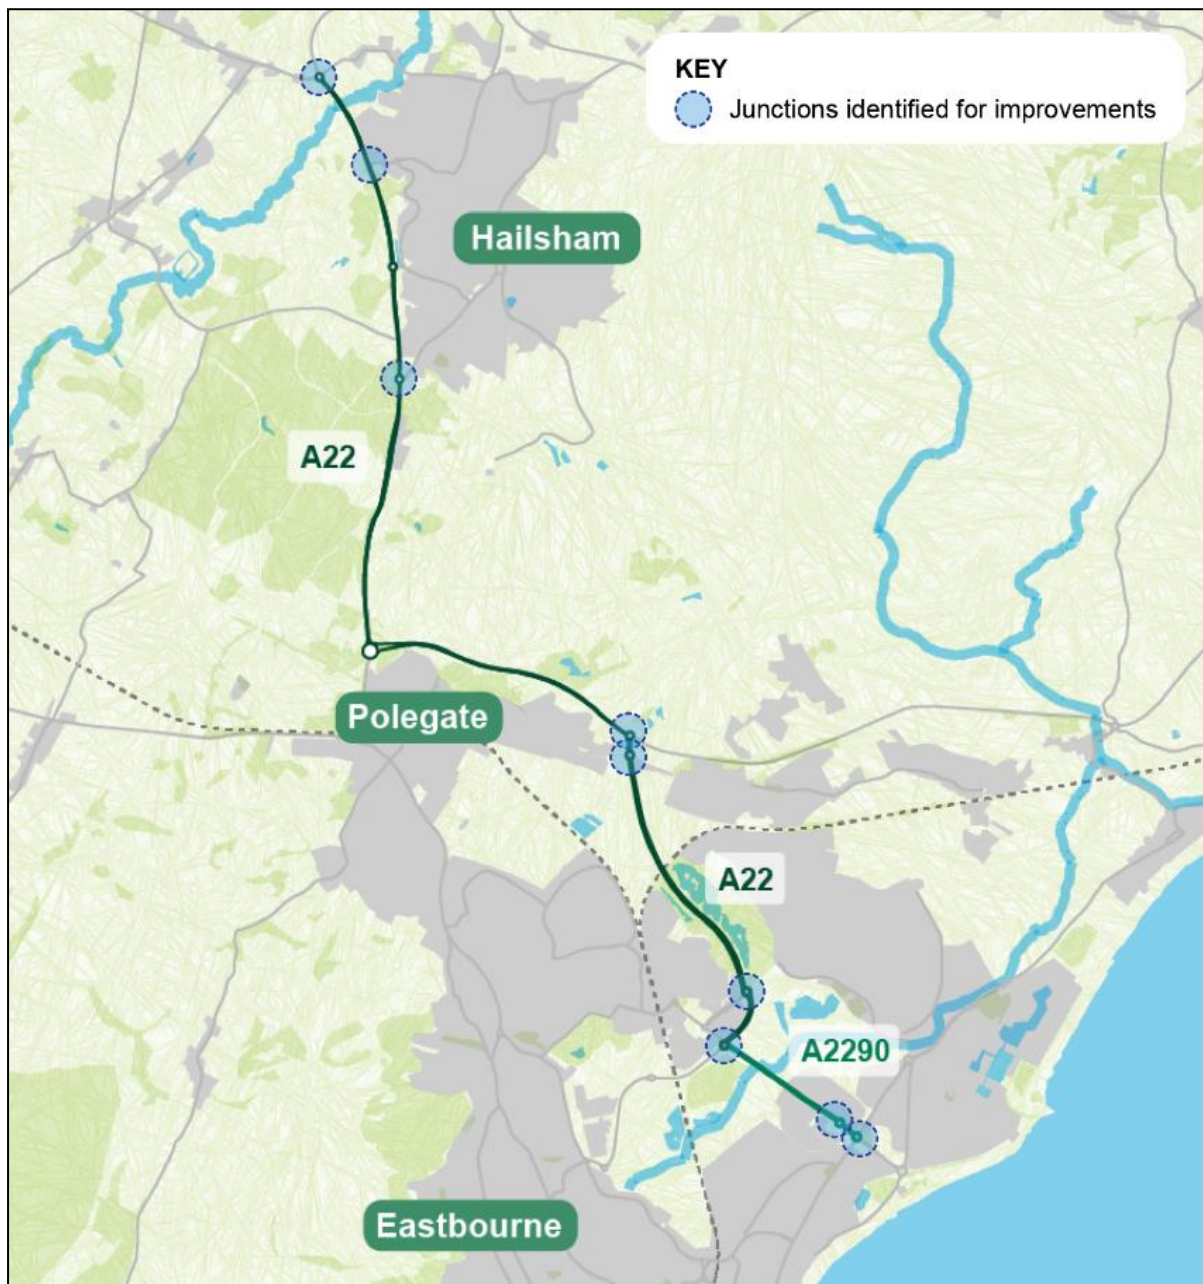 KEY
Junctions identified for improvements
Hailsham
A22
Polegate
A22
A2290
Eastbourne